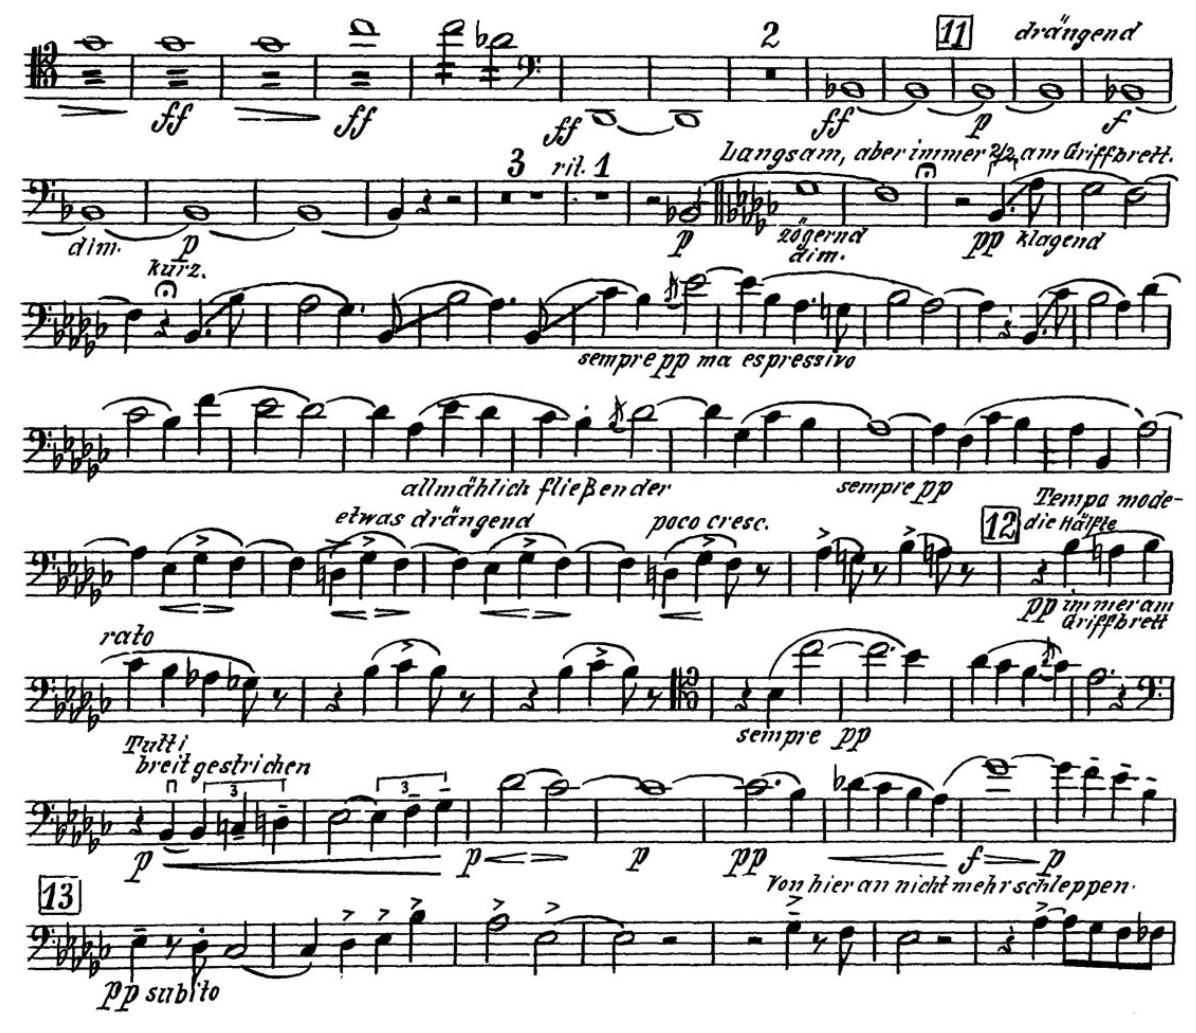 2 11 drängend
ff ff ff ff p f
Langsam, aber immer 2/2 am Griffbrett.
3 rit. 1
dim. p p zögernd pp klagend
dim.
kurz.
sempre pp ma espressivo
allmählich fließender sempre pp
Tempo mode-
etwas drängend poco cresc. 12 die Hälfte
pp immer am
Griffbrett
rato
sempre pp
Tutti
breit gestrichen
3 3
p p p pp f p
13 Von hier an nicht mehr schleppen.
pp subito